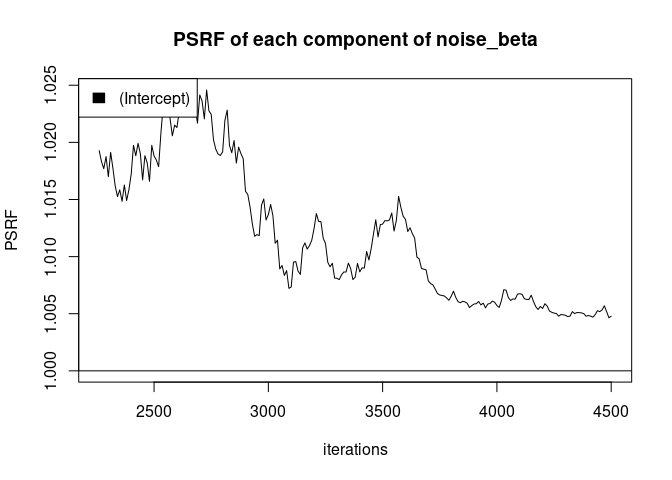 PSRF of each component of noise_beta
(Intercept)
PSRF
1.025
1.020
1.015
1.010
1.005
1.000
2500 3000 3500 4000 4500
iterations